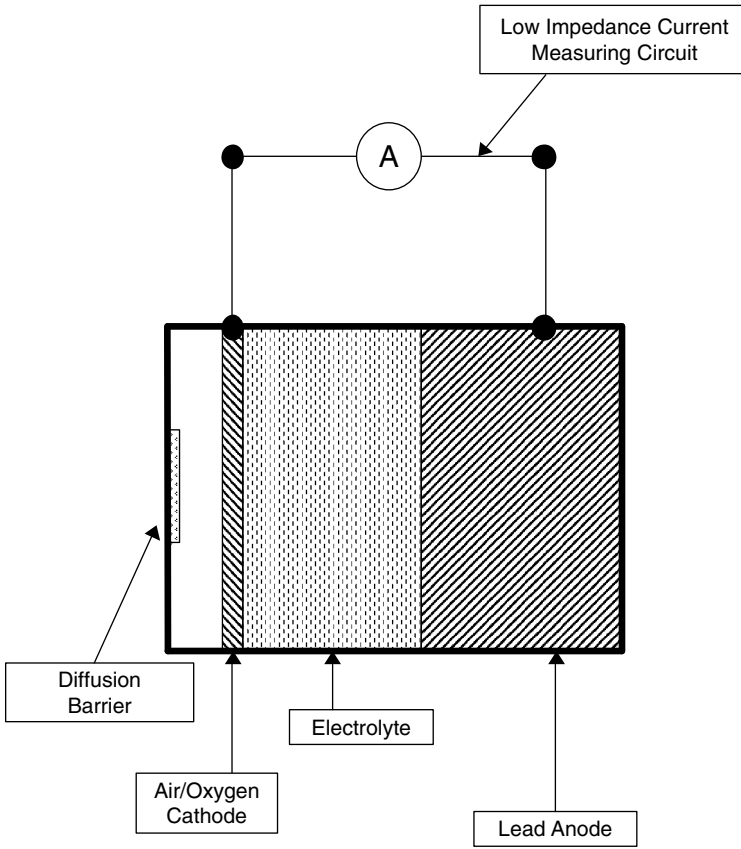 Low Impedance Current
Measuring Circuit
A
Diffusion
Barrier
Electrolyte
Air/Oxygen
Cathode
Lead Anode